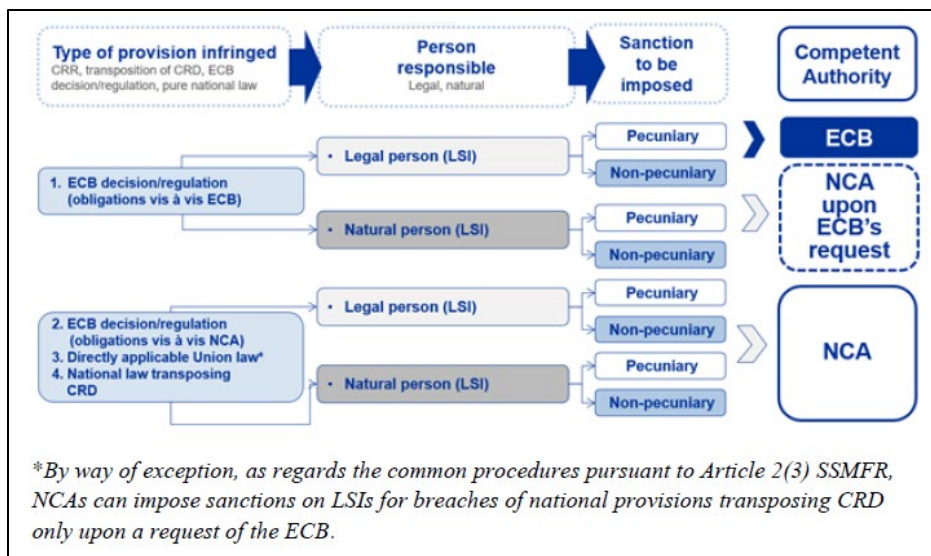 Type of provision infringed
CRR, transposition of CRD, ECB
decision/regulation, pure national law
Person
responsible
Legal, natural
Sanction
to be
imposed
Competent
Authority
1. ECB decision/regulation
(obligations vis à vis ECB)
• Legal person (LSI)
Pecuniary
Non-pecuniary
• Natural person (LSI)
Pecuniary
Non-pecuniary
ECB
NCA
upon
ECB's
request
2. ECB decision/regulation
(obligations vis à vis NCA)
3. Directly applicable Union law*
4. National law transposing
CRD
• Legal person (LSI)
Pecuniary
Non-pecuniary
• Natural person (LSI)
Pecuniary
Non-pecuniary
NCA
*By way of exception, as regards the common procedures pursuant to Article 2(3) SSMFR,
NCAs can impose sanctions on LSIs for breaches of national provisions transposing CRD
only upon a request of the ECB.